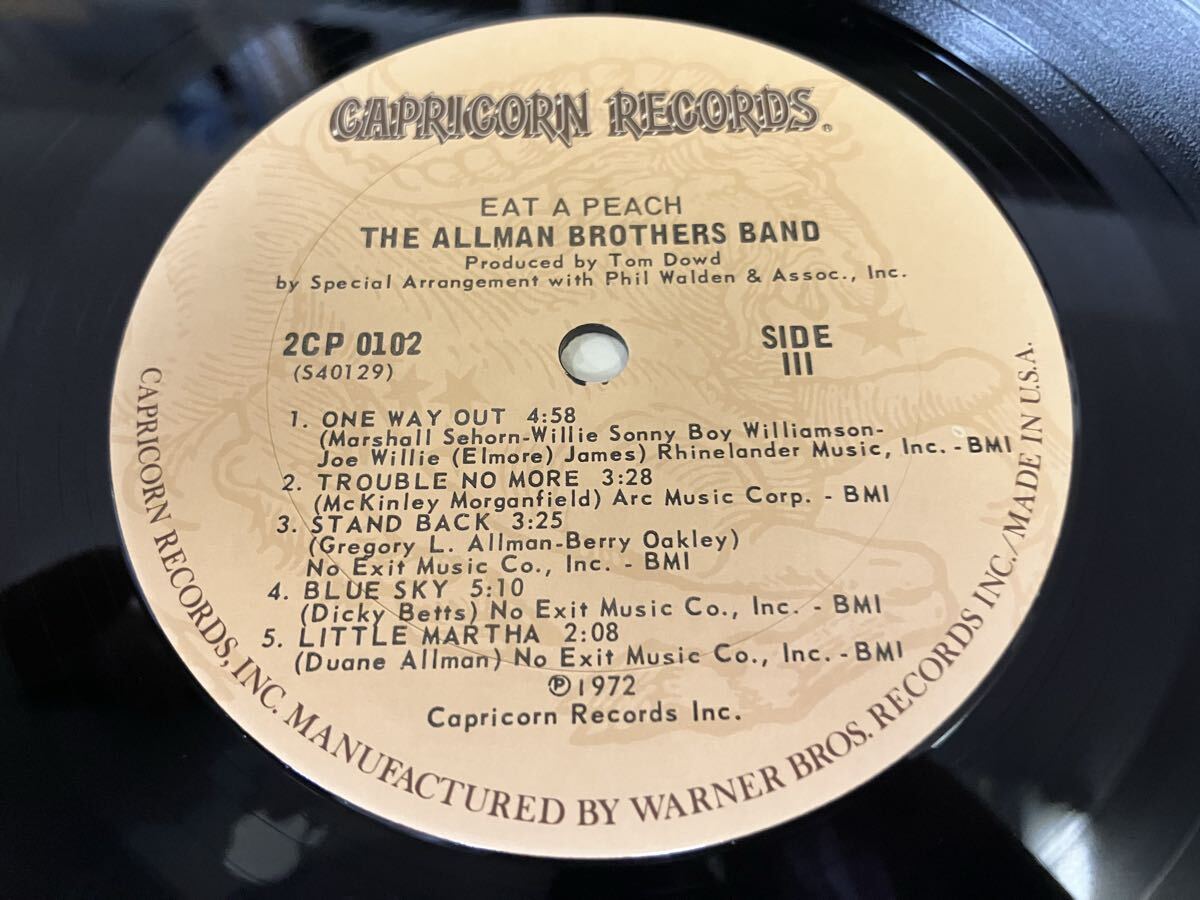 CAPRICORN RECORDS.
EAT A PEACH
THE ALLMAN BROTHERS BAND
Produced by Tom Dowd
by Special Arrangement with Phil Walden & Assoc., Inc.
2CP 0102
(S40129)
SIDE
III
1. ONE WAY OUT 4:58
(Marshall Sehorn-Willie Sonny Boy Williamson-
Joe Willie (Elmore) James) Rhinelander Music, Inc. - BMI
2. TROUBLE NO MORE 3:28
(McKinley Morganfield) Arc Music Corp. - BMI
3. STAND BACK 3:25
(Gregory L. Allman-Berry Oakley)
No Exit Music Co., Inc. - BMI
4. BLUE SKY 5:10
(Dicky Betts) No Exit Music Co., Inc. - BMI
5. LITTLE MARTHA 2:08
(Duane Allman) No Exit Music Co., Inc. - BMI
℗1972
Capricorn Records Inc.
CAPRICORN RECORDS, INC. MANUFACTURED BY WARNER BROS. RECORDS INC./MADE IN U.S.A.